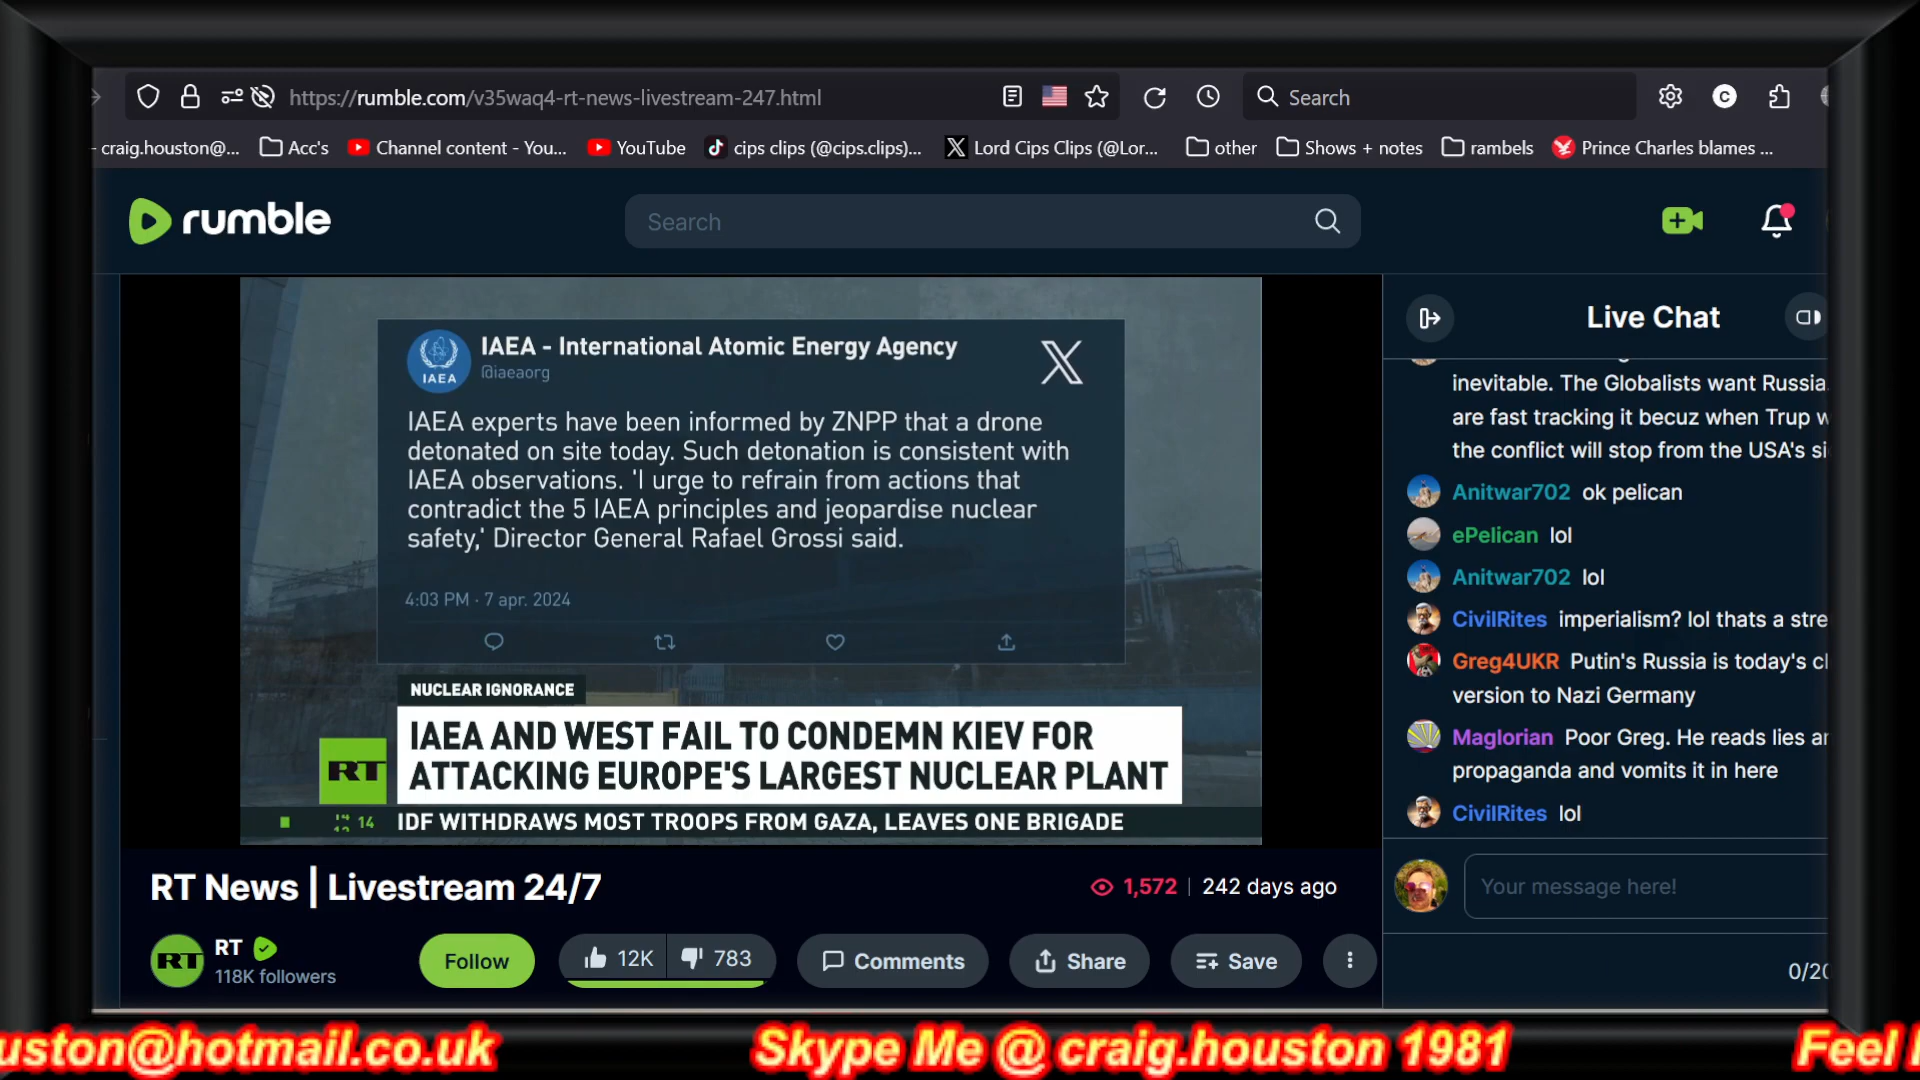 https://rumble.com/v35waq4-rt-news-livestream-247.html
Search
C
- craig.houston@...
Acc's
Channel content - You...
YouTube
cips clips (@cips.clips)...
Lord Cips Clips (@Lor...
other
Shows + notes
rambels
Prince Charles blames ...
rumble
Search
IAEA
IAEA - International Atomic Energy Agency
@iaeaorg
IAEA experts have been informed by ZNPP that a drone
detonated on site today. Such detonation is consistent with
IAEA observations. 'I urge to refrain from actions that
contradict the 5 IAEA principles and jeopardise nuclear
safety,' Director General Rafael Grossi said.
4:03 PM · 7 apr. 2024
NUCLEAR IGNORANCE
IAEA AND WEST FAIL TO CONDEMN KIEV FOR
ATTACKING EUROPE'S LARGEST NUCLEAR PLANT
RT
14
IDF WITHDRAWS MOST TROOPS FROM GAZA, LEAVES ONE BRIGADE
Live Chat
inevitable. The Globalists want Russia.
are fast tracking it becuz when Trup w
the conflict will stop from the USA's si
Anitwar702 ok pelican
ePelican lol
Anitwar702 lol
CivilRites imperialism? lol thats a stre
Greg4UKR Putin's Russia is today's cl
version to Nazi Germany
Maglorian Poor Greg. He reads lies an
propaganda and vomits it in here
CivilRites lol
Your message here!
0/20
RT News | Livestream 24/7
1,572
242 days ago
RT
RT
118K followers
Follow
12K
783
Comments
Share
Save
uston@hotmail.co.uk
Skype Me @ craig.houston 1981
Feel